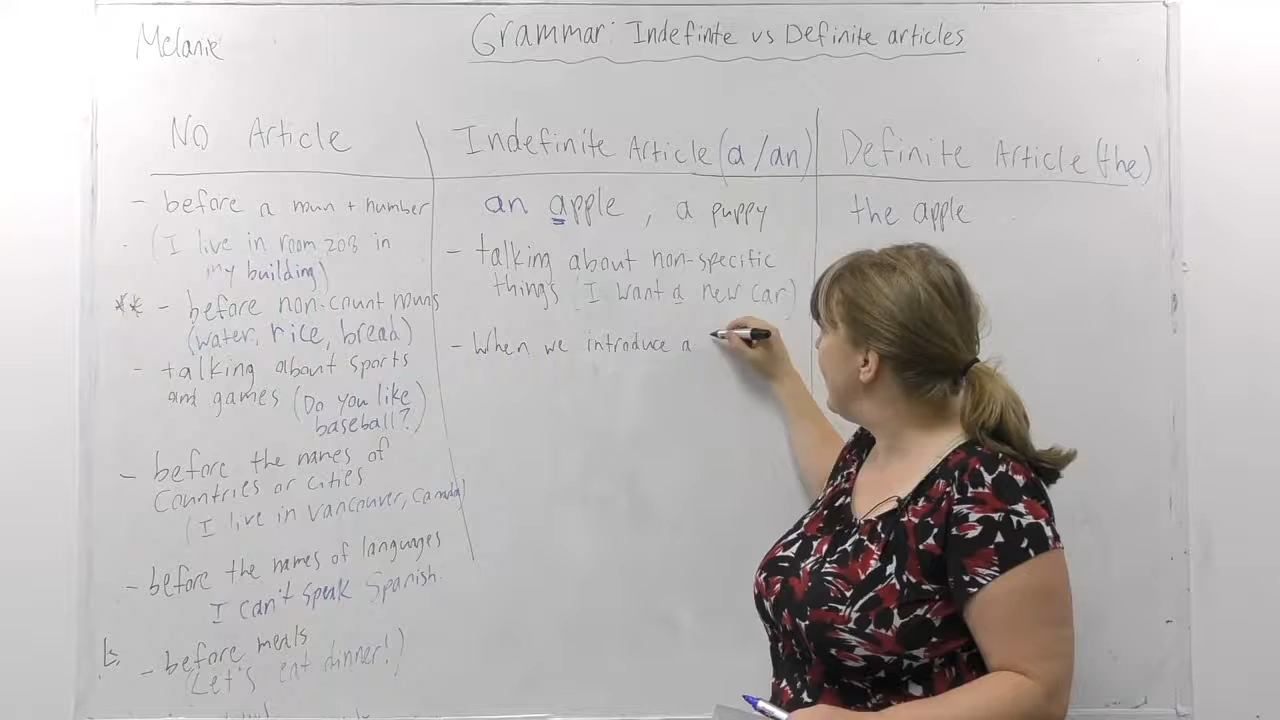 Melanie
Grammar: Indefinite vs Definite articles
No Article
- before a noun + number
(I live in room 203 in
my building)
** - before non-count nouns
(water, rice, bread)
- talking about sports
and games (Do you like
baseball?)
- before the names of
Countries or cities
(I live in Vancouver, Canada)
- before the names of languages
I can't speak Spanish.
- before meals
(Let's eat dinner!)
Indefinite Article (a/an)
an apple, a puppy
- talking about non-specific
things (I want a new car)
- When we introduce a
Definite Article (the)
the apple